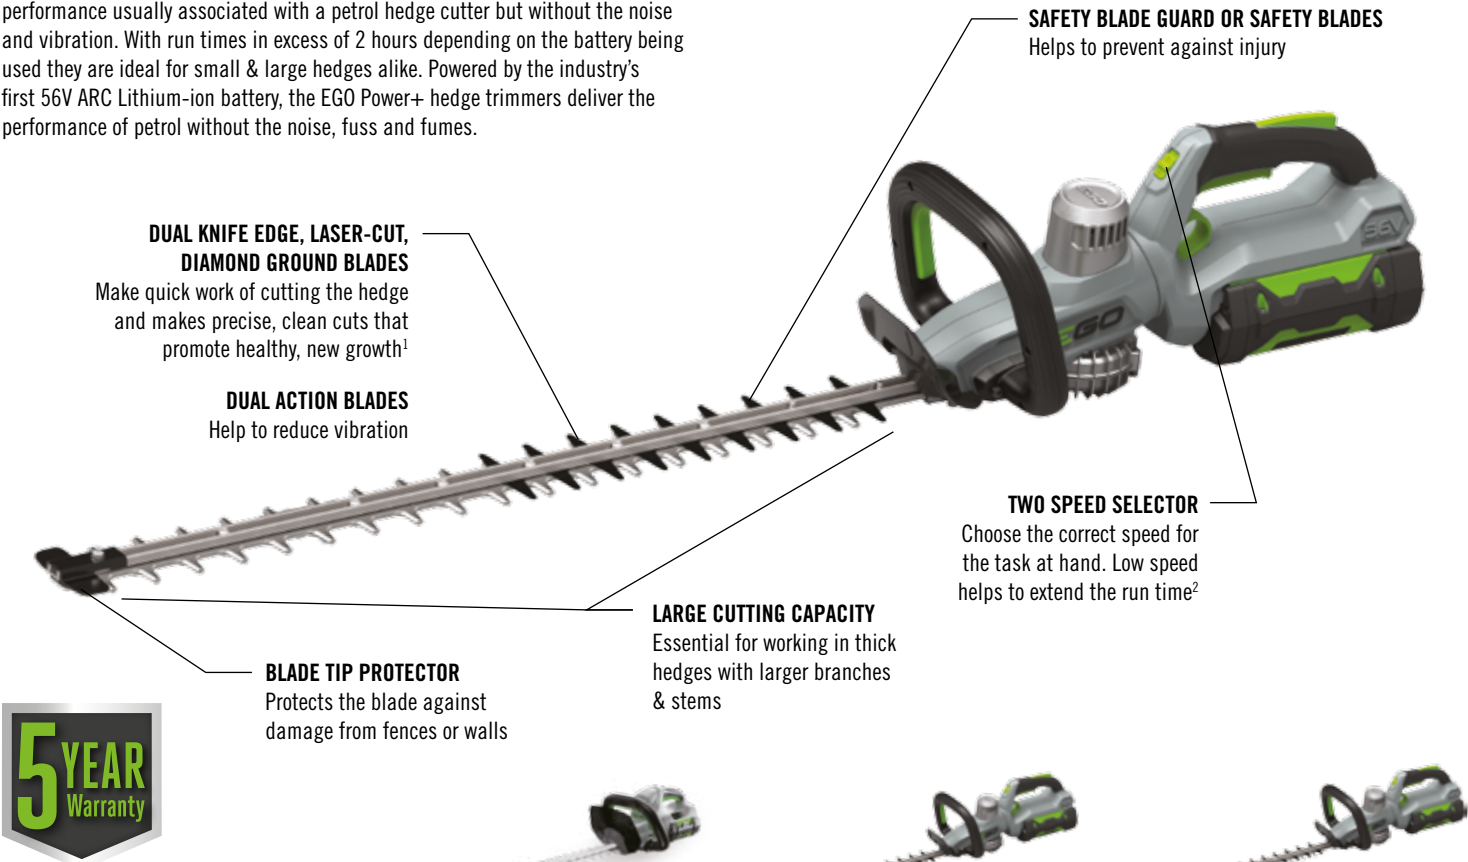 performance usually associated with a petrol hedge cutter but without the noise
and vibration. With run times in excess of 2 hours depending on the battery being
used they are ideal for small & large hedges alike. Powered by the industry’s
first 56V ARC Lithium-ion battery, the EGO Power+ hedge trimmers deliver the
performance of petrol without the noise, fuss and fumes.
SAFETY BLADE GUARD OR SAFETY BLADES
Helps to prevent against injury
DUAL KNIFE EDGE, LASER-CUT,
DIAMOND GROUND BLADES
Make quick work of cutting the hedge
and makes precise, clean cuts that
promote healthy, new growth¹
DUAL ACTION BLADES
Help to reduce vibration
EGO
56V
EGO
TWO SPEED SELECTOR
Choose the correct speed for
the task at hand. Low speed
helps to extend the run time²
LARGE CUTTING CAPACITY
Essential for working in thick
hedges with larger branches
& stems
BLADE TIP PROTECTOR
Protects the blade against
damage from fences or walls
5 YEAR
Warranty